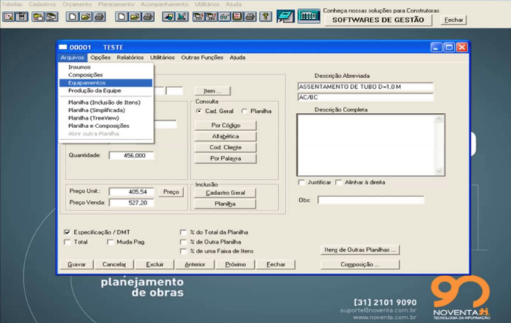 Tabelas Cadastros Orçamento Planejamento Acompanhamento Utilitários Ajuda
Conheça nossas soluções para Construtoras
SOFTWARES DE GESTÃO
Fechar
00001 TESTE
Arquivos Opções Relatórios Utilitários Outras Funções Ajuda
Insumos
Composições
Equipamentos
Produção da Equipe
Planilha (Inclusão de Itens)
Planilha (Simplificada)
Planilha (TreeView)
Planilha e Composições
Abrir outra Planilha
Item...
Consulta
Cad. Geral Planilha
Por Código
Alfabética
Cod. Cliente
Por Palavra
Descrição Abreviada
ASSENTAMENTO DE TUBO D=1,0 M
AC/BC
Descrição Completa
Quantidade: 456,000
Preço Unit.: 405,54 Preço
Preço Venda: 527,20
Inclusão
Cadastro Geral
Planilha
Justificar Alinhar à direita
Obs:
Especificação / DMT
Total Muda Pag.
% do Total da Planilha
% de Outra Planilha
% de uma Faixa de Itens
Itens de Outras Planilhas ...
Composição ...
Gravar Cancelar Excluir Anterior Próximo Fechar
planejamento
de obras
[31] 2101 9090
suporte@noventa.com.br
www.noventa.com.br
90
NOVENTA
TECNOLOGIA DA INFORMAÇÃO